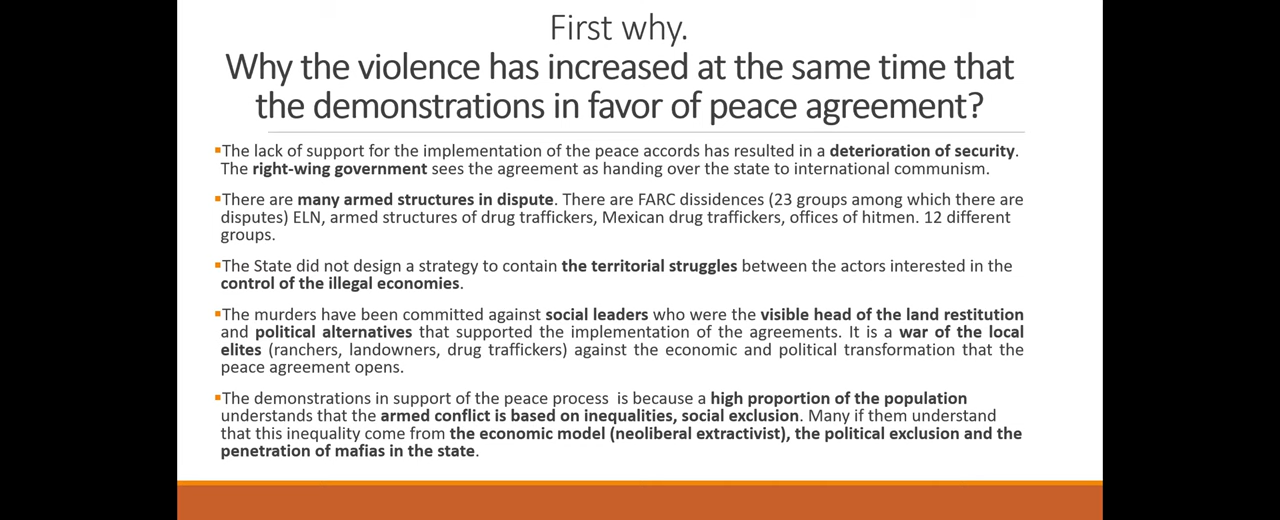 First why.
Why the violence has increased at the same time that
the demonstrations in favor of peace agreement?
▪The lack of support for the implementation of the peace accords has resulted in a deterioration of security.
The right-wing government sees the agreement as handing over the state to international communism.
▪There are many armed structures in dispute. There are FARC dissidences (23 groups among which there are
disputes) ELN, armed structures of drug traffickers, Mexican drug traffickers, offices of hitmen. 12 different
groups.
▪The State did not design a strategy to contain the territorial struggles between the actors interested in the
control of the illegal economies.
▪The murders have been committed against social leaders who were the visible head of the land restitution
and political alternatives that supported the implementation of the agreements. It is a war of the local
elites (ranchers, landowners, drug traffickers) against the economic and political transformation that the
peace agreement opens.
▪The demonstrations in support of the peace process is because a high proportion of the population
understands that the armed conflict is based on inequalities, social exclusion. Many if them understand
that this inequality come from the economic model (neoliberal extractivist), the political exclusion and the
penetration of mafias in the state.